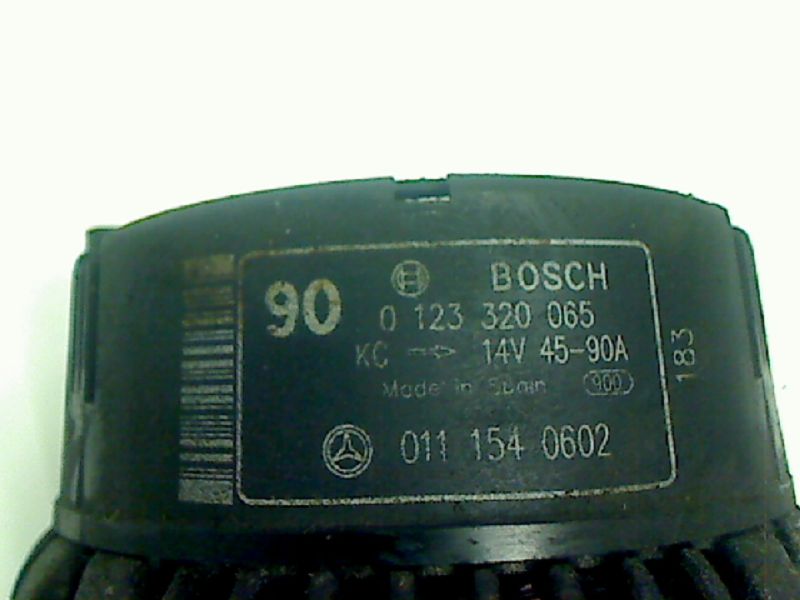 90 BOSCH
0 123 320 065
KC → 14V 45-90A
Made in Spain 900
011 154 0602
183